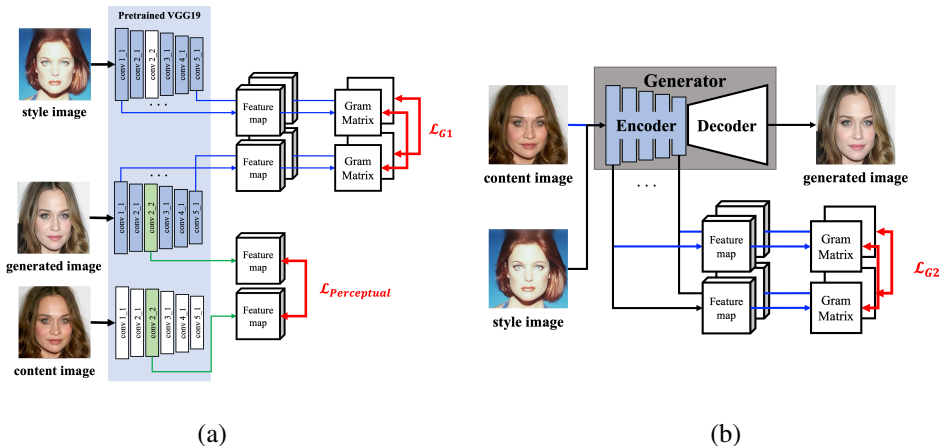 Pretrained VGG19
conv 1_1
conv 2_1
conv 2_2
conv 3_1
conv 4_1
conv 5_1
style image
. . .
Feature
map
Gram
Matrix
ℒG1
. . .
Feature
map
Gram
Matrix
conv 1_1
conv 2_1
conv 2_2
conv 3_1
conv 4_1
conv 5_1
generated image
Feature
map
ℒPerceptual
Feature
map
conv 1_1
conv 2_1
conv 2_2
conv 3_1
conv 4_1
conv 5_1
content image
(a)
Generator
Encoder
Decoder
content image
generated image
. . .
style image
Feature
map
Gram
Matrix
ℒG2
Feature
map
Gram
Matrix
(b)